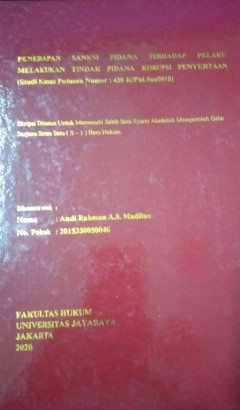 PENERAPAN SANKSI PIDANA TERHADAP PELAKU
MELAKUKAN TINDAK PIDANA KORUPSI PENYERTAAN
(Studi Kasus Putusan Nomor : 430 K/Pid.Sus/2018)
Skripsi Disusun Untuk Memenuhi Salah Satu Syarat Akademik Memperoleh Gelar
Sarjana Strata Satu ( S - 1 ) Ilmu Hukum
Disusun oleh :
Nama : Andi Rahman A.S. Madilau
No. Pokok : 2015330050046
FAKULTAS HUKUM
UNIVERSITAS JAYABAYA
JAKARTA
2020